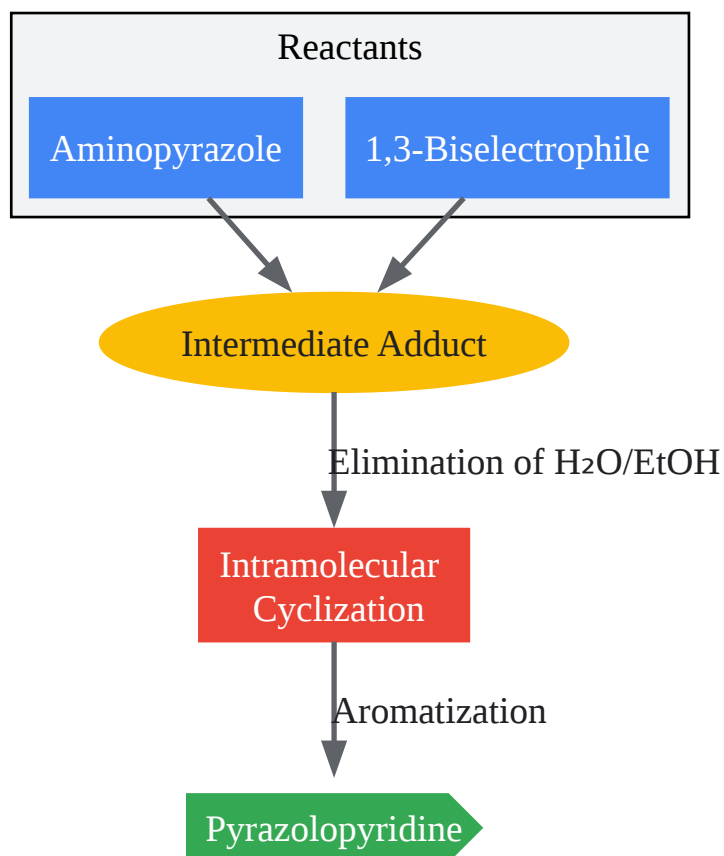 Reactants
Aminopyrazole
1,3-Biselectrophile
Intermediate Adduct
Elimination of H₂O/EtOH
Intramolecular
Cyclization
Aromatization
Pyrazolopyridine